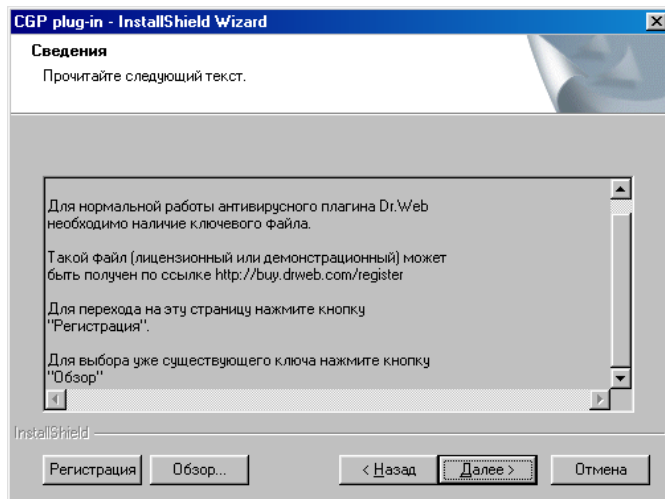 CGP plug-in - InstallShield Wizard
Сведения
Прочитайте следующий текст.
Для нормальной работы антивирусного плагина Dr.Web
необходимо наличие ключевого файла.
Такой файл (лицензионный или демонстрационный) может
быть получен по ссылке http://buy.drweb.com/register
Для перехода на эту страницу нажмите кнопку
"Регистрация".
Для выбора уже существующего ключа нажмите кнопку
"Обзор"
InstallShield
Регистрация Обзор... < Назад Далее > Отмена